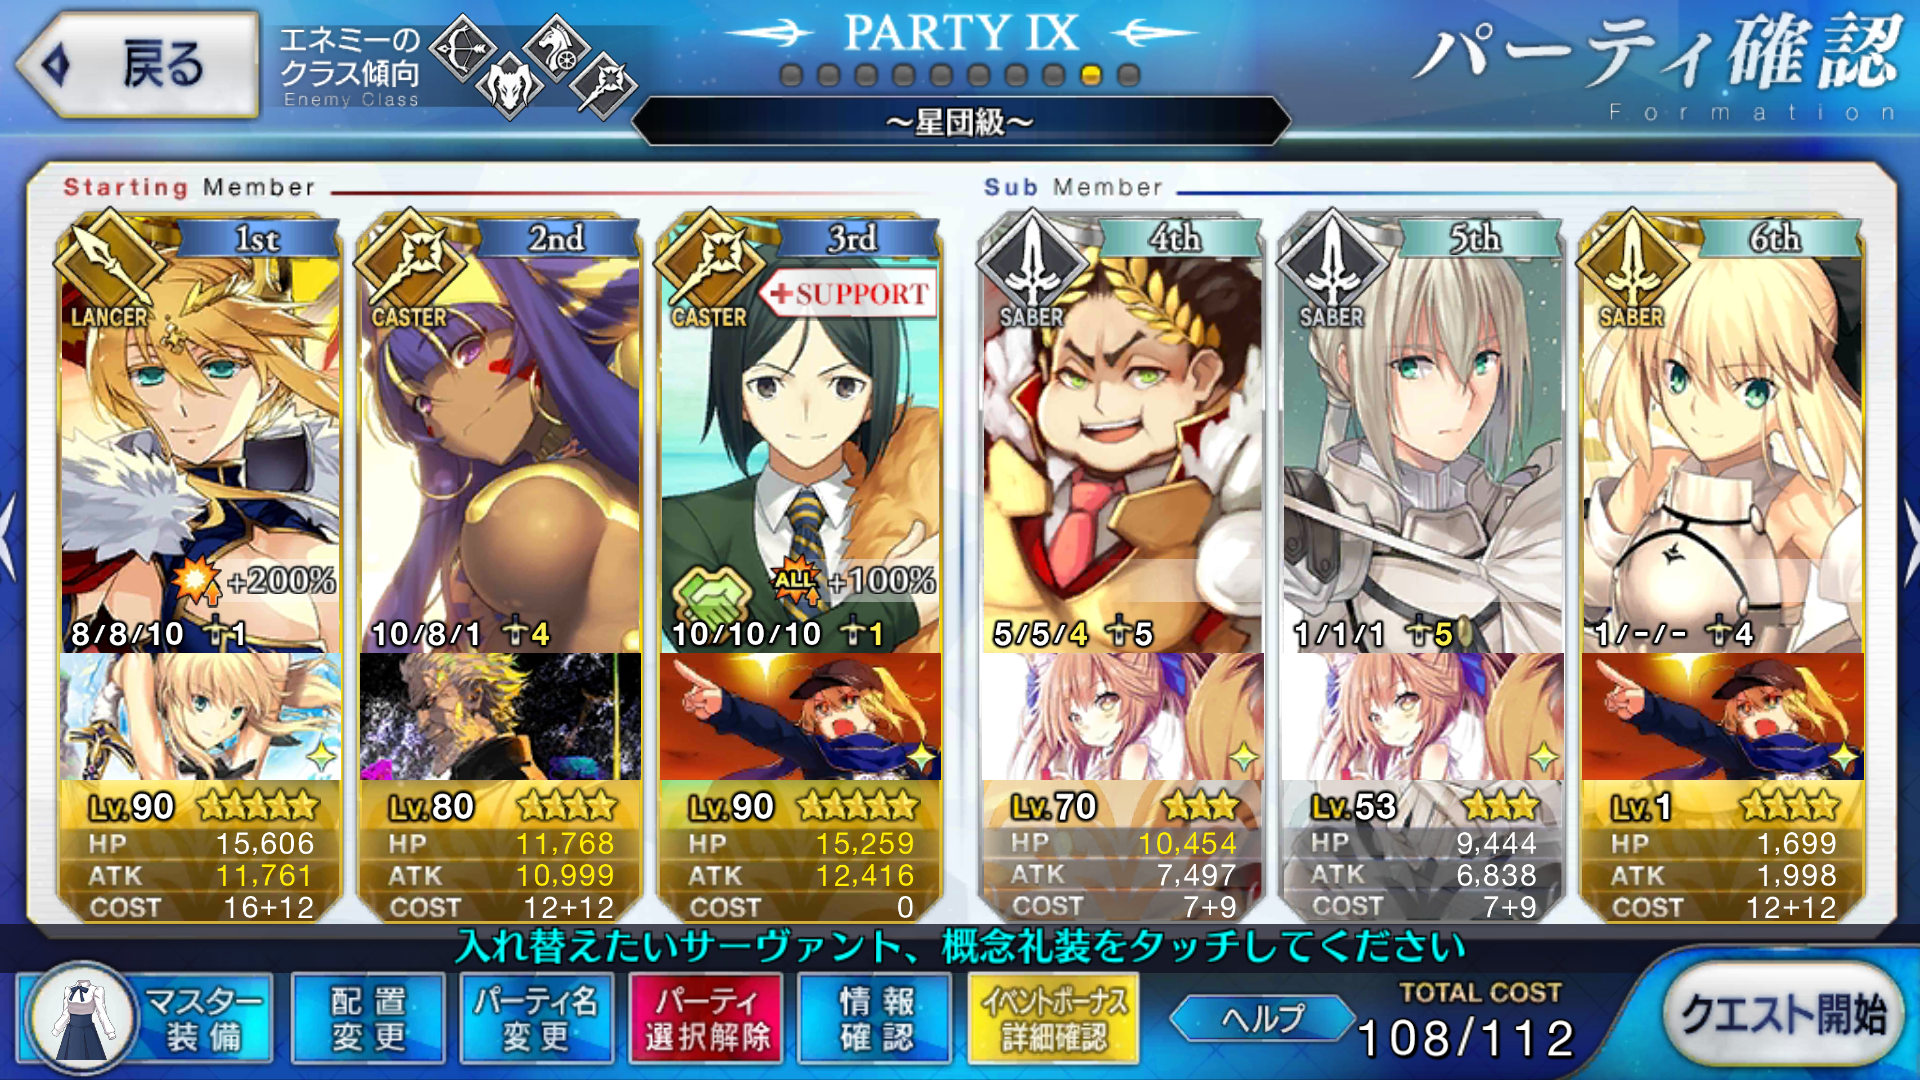 戻る
エネミーの
クラス傾向
Enemy Class
PARTY IX
～星団級～
パーティ確認
Formation
Starting Member
Sub Member
1st
LANCER
+200%
8/8/10 1
Lv.90
HP 15,606
ATK 11,761
COST 16+12
2nd
CASTER
10/8/1 4
Lv.80
HP 11,768
ATK 10,999
COST 12+12
3rd
CASTER
+SUPPORT
ALL +100%
10/10/10 1
Lv.90
HP 15,259
ATK 12,416
COST 0
4th
SABER
5/5/4 5
Lv.70
HP 10,454
ATK 7,497
COST 7+9
5th
SABER
1/1/1 5
Lv.53
HP 9,444
ATK 6,838
COST 7+9
6th
SABER
1/-/- 4
Lv.1
HP 1,699
ATK 1,998
COST 12+12
入れ替えたいサーヴァント、概念礼装をタッチしてください
マスター
装備
配置
変更
パーティ名
変更
パーティ
選択解除
情報
確認
イベントボーナス
詳細確認
ヘルプ
TOTAL COST
108/112
クエスト開始